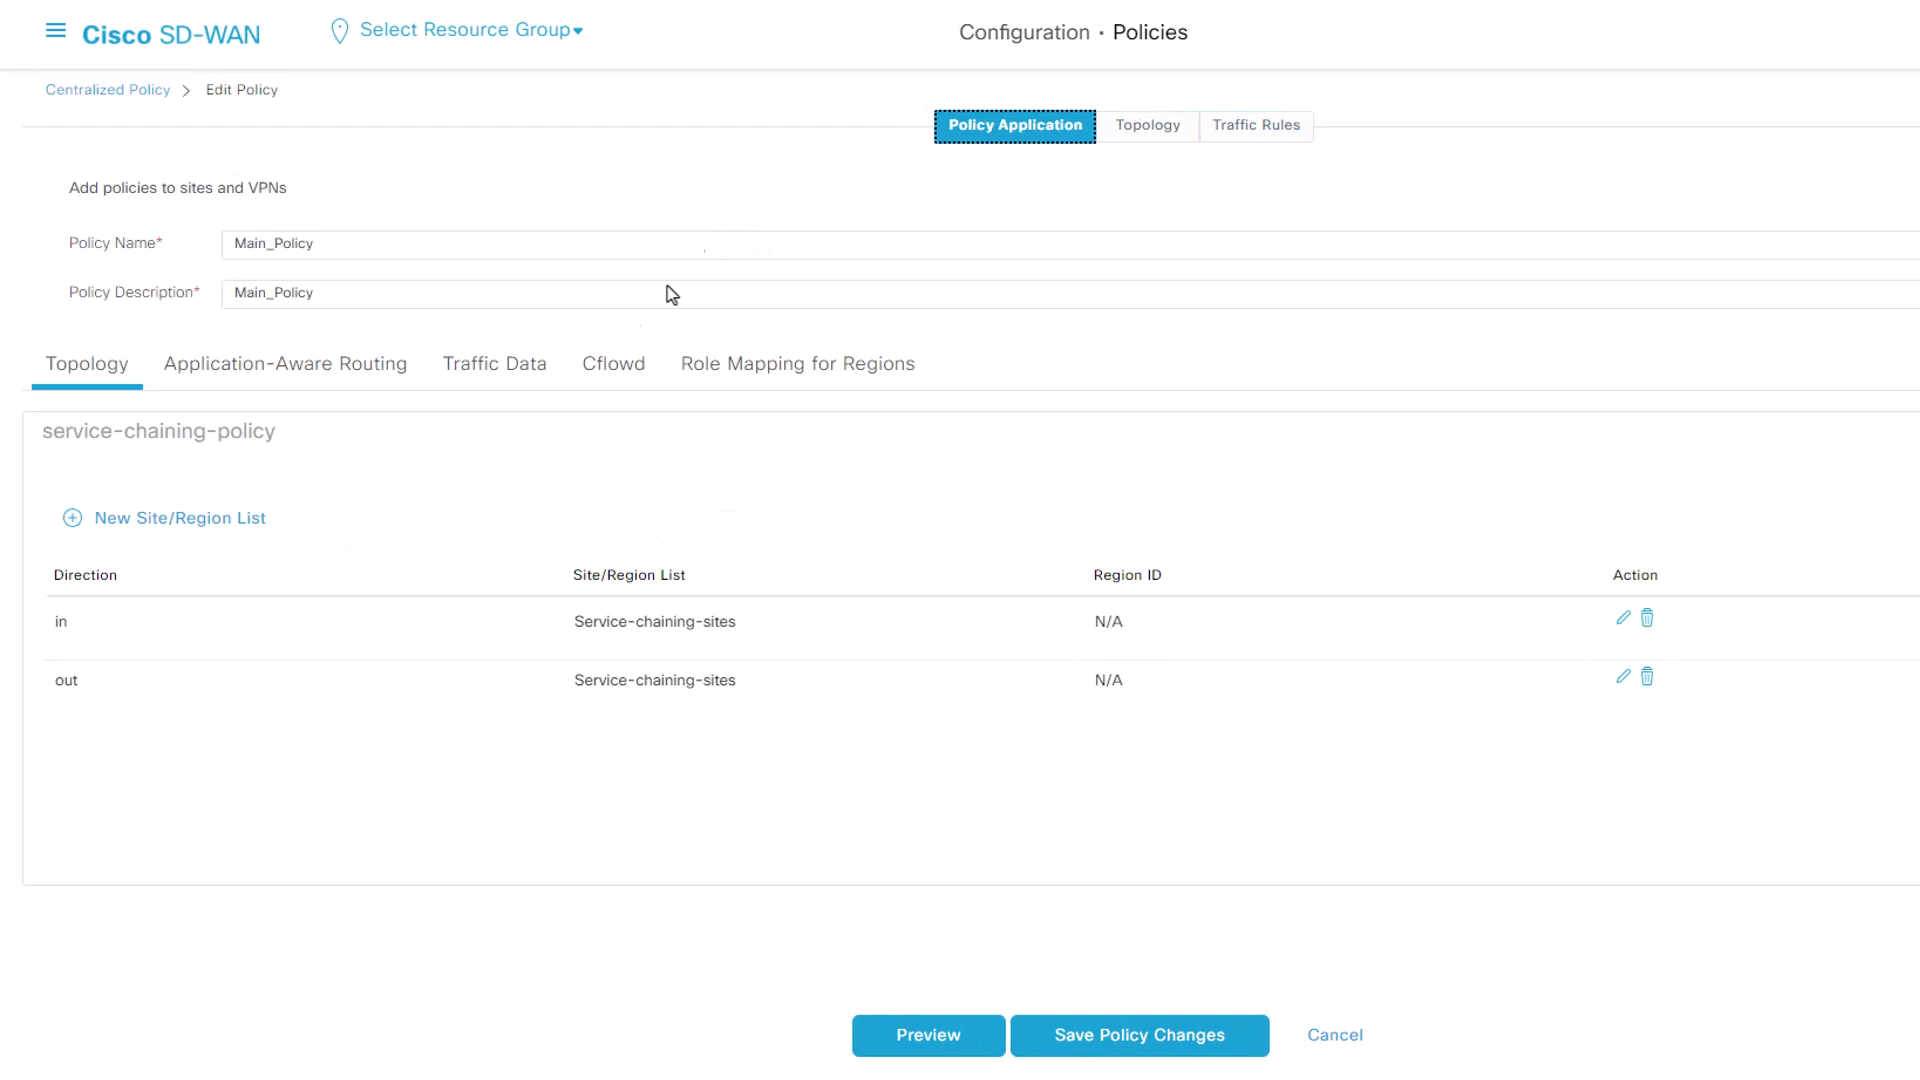 Cisco SD-WAN
Select Resource Group
Configuration · Policies
Centralized Policy > Edit Policy
Policy Application
Topology
Traffic Rules
Add policies to sites and VPNs
Policy Name* Main_Policy
Policy Description* Main_Policy
Topology Application-Aware Routing Traffic Data Cflowd Role Mapping for Regions
service-chaining-policy
New Site/Region List
Direction Site/Region List Region ID Action
in Service-chaining-sites N/A
out Service-chaining-sites N/A
Preview Save Policy Changes Cancel